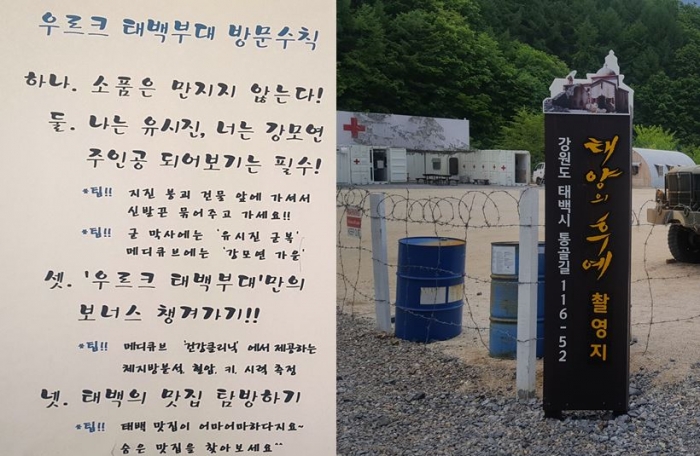 우르크 태백부대 방문수칙
하나. 소품은 만지지 않는다!
둘. 나는 유시진, 너는 강모연
주인공 되어보기는 필수!
*팁!! 지진 붕괴 건물 앞에 가셔서
신발끈 묶어주고 가세요!!
*팁!! 군 막사에는 '유시진 군복'
메디큐브에는 '강모연 가운'
셋. '우르크 태백부대'만의
보너스 챙겨가기!!
*팁!! 메디큐브 '건강클리닉' 에서 제공하는
체지방분석, 혈압, 키, 시력 측정
넷. 태백의 맛집 탐방하기
*팁!! 태백 맛집이 어마어마하다지요~
숨은 맛집을 찾아보세요^^
태양의 후예 촬영지
강원도 태백시 통골길 116-52